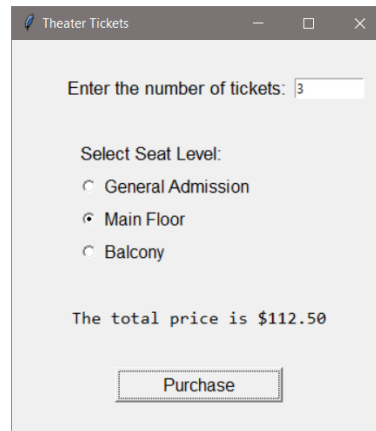 Theater Tickets
Enter the number of tickets: 3
Select Seat Level:
General Admission
Main Floor
Balcony
The total price is $112.50
Purchase